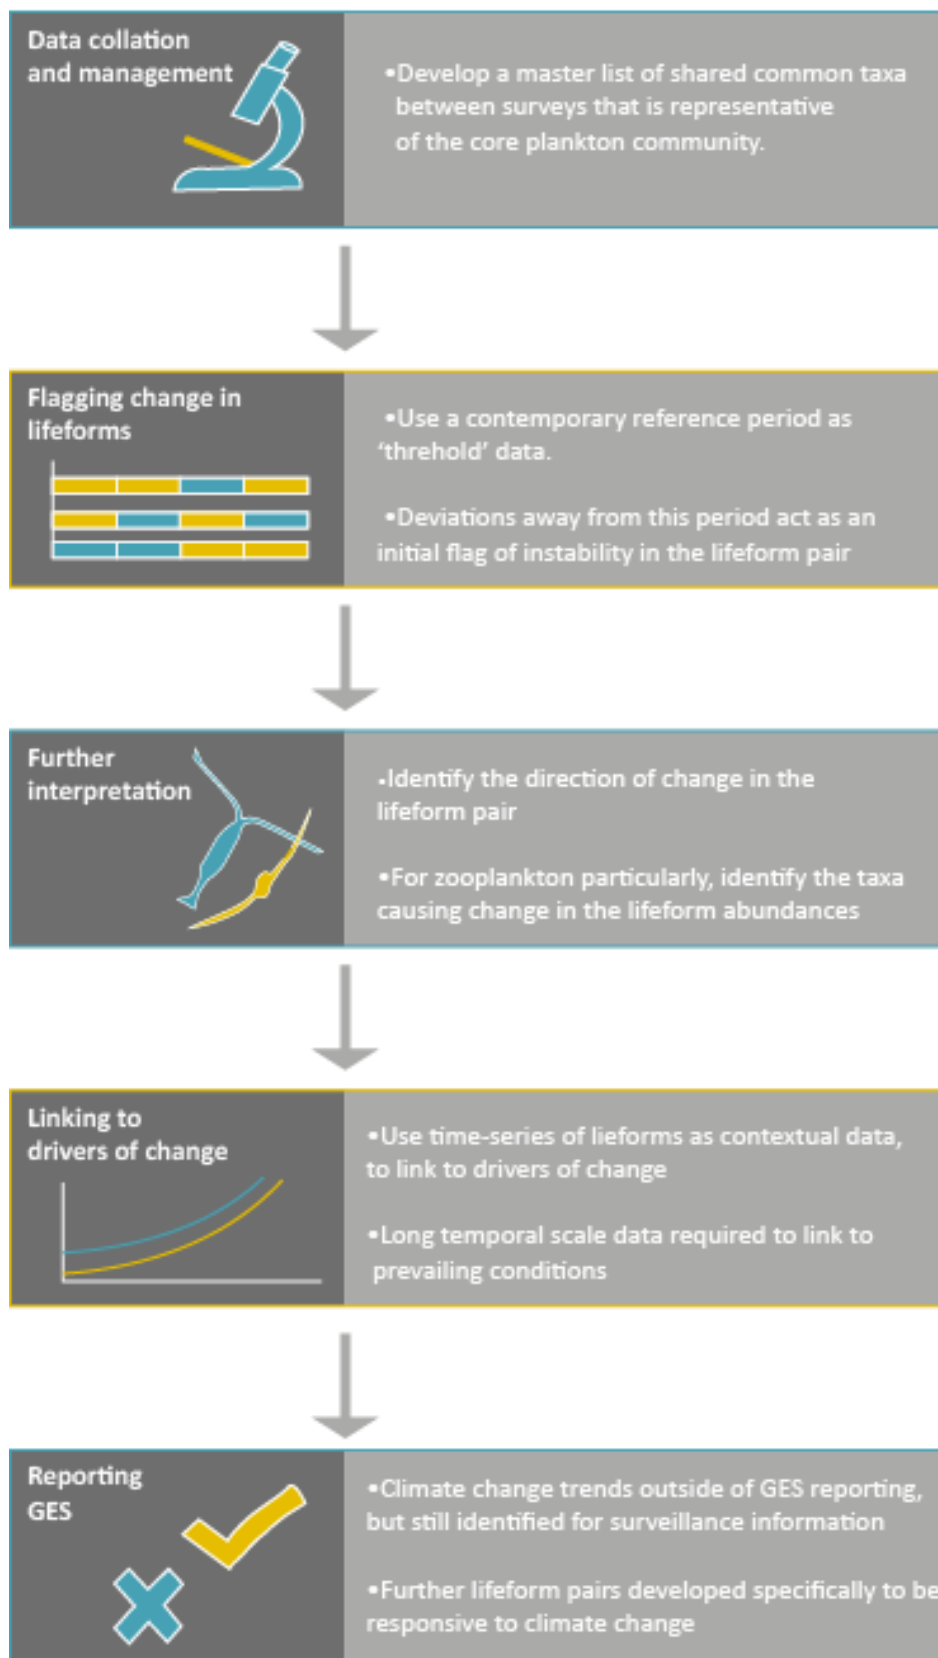 Data collation
and management
•Develop a master list of shared common taxa
between surveys that is representative
of the core plankton community.
Flagging change in
lifeforms
•Use a contemporary reference period as
‘threhold’ data.
•Deviations away from this period act as an
initial flag of instability in the lifeform pair
Further
interpretation
•Identify the direction of change in the
lifeform pair
•For zooplankton particularly, identify the taxa
causing change in the lifeform abundances
Linking to
drivers of change
•Use time-series of lieforms as contextual data,
to link to drivers of change
•Long temporal scale data required to link to
prevailing conditions
Reporting
GES
•Climate change trends outside of GES reporting,
but still identified for surveillance information
•Further lifeform pairs developed specifically to be
responsive to climate change